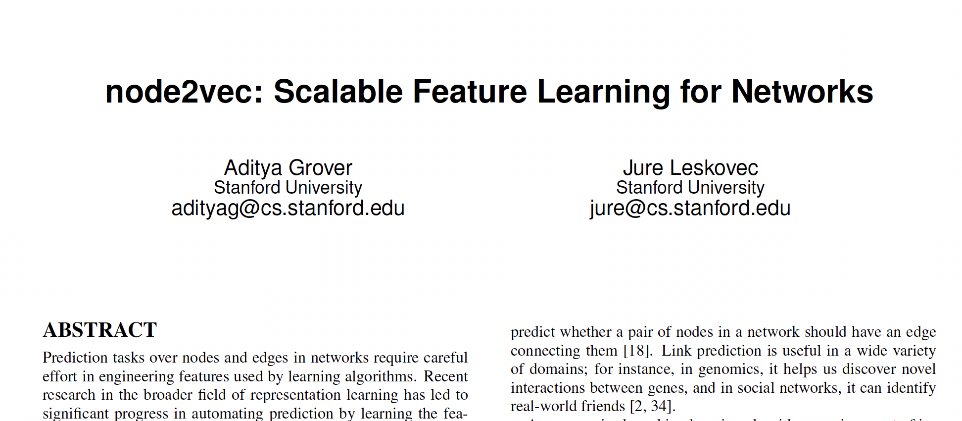 node2vec: Scalable Feature Learning for Networks
Aditya Grover
Stanford University
adityag@cs.stanford.edu
Jure Leskovec
Stanford University
jure@cs.stanford.edu
ABSTRACT
Prediction tasks over nodes and edges in networks require careful
effort in engineering features used by learning algorithms. Recent
research in the broader field of representation learning has led to
significant progress in automating prediction by learning the fea-
predict whether a pair of nodes in a network should have an edge
connecting them [18]. Link prediction is useful in a wide variety
of domains; for instance, in genomics, it helps us discover novel
interactions between genes, and in social networks, it can identify
real-world friends [2, 34].